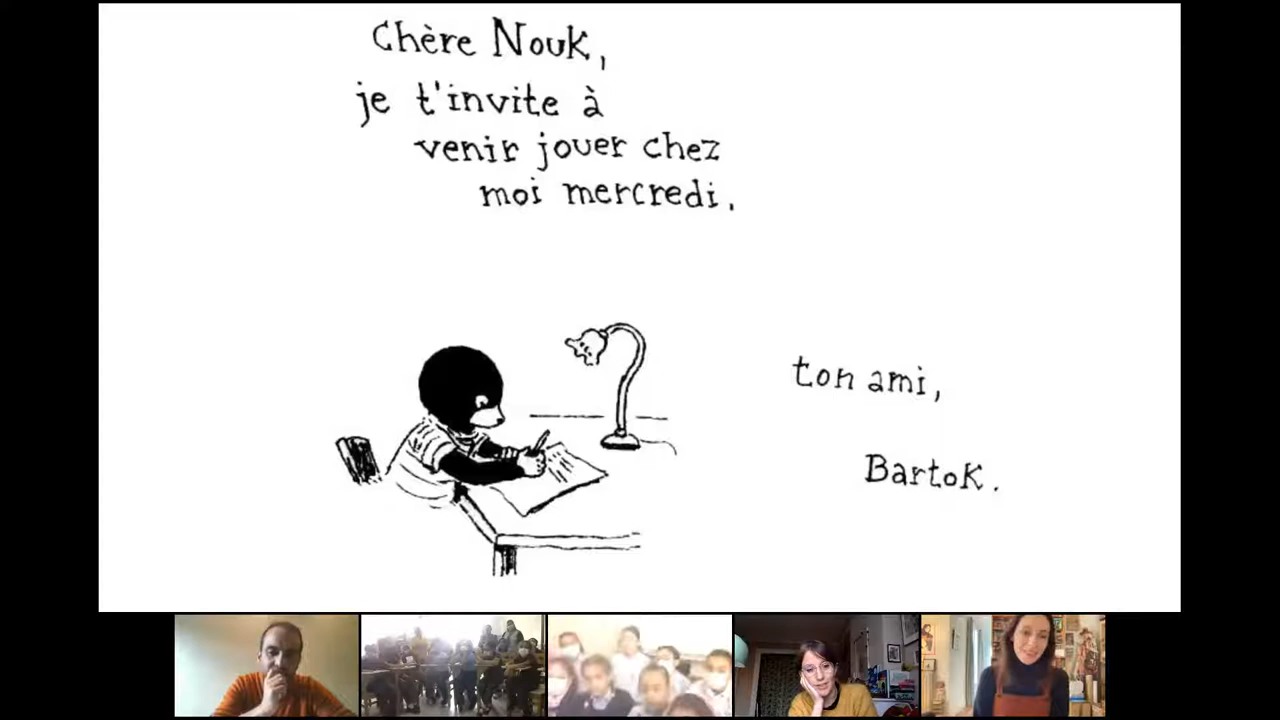 Chère Nouk,
je t'invite à
venir jouer chez
moi mercredi.
ton ami,
Bartok.